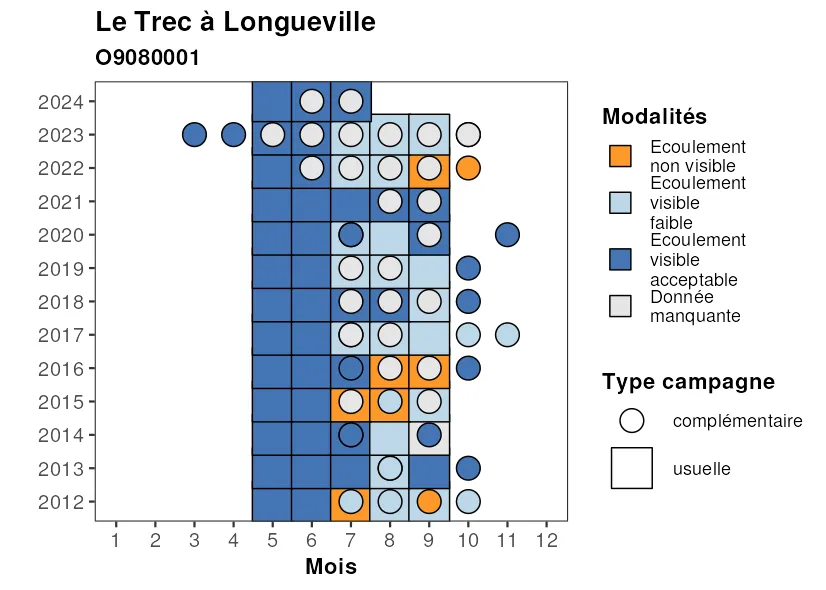 Le Trec à Longueville
O9080001
2024
2023
2022
2021
2020
2019
2018
2017
2016
2015
2014
2013
2012
1 2 3 4 5 6 7 8 9 10 11 12
Mois
Modalités
Ecoulement
non visible
Ecoulement
visible
faible
Ecoulement
visible
acceptable
Donnée
manquante
Type campagne
complémentaire
usuelle